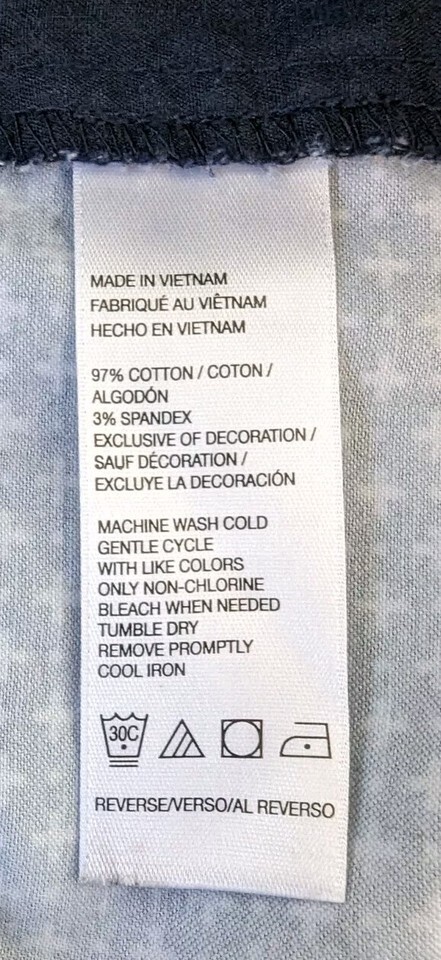 MADE IN VIETNAM
FABRIQUÉ AU VIÊTNAM
HECHO EN VIETNAM
97% COTTON / COTON /
ALGODÓN
3% SPANDEX
EXCLUSIVE OF DECORATION /
SAUF DÉCORATION /
EXCLUYE LA DECORACIÓN
MACHINE WASH COLD
GENTLE CYCLE
WITH LIKE COLORS
ONLY NON-CHLORINE
BLEACH WHEN NEEDED
TUMBLE DRY
REMOVE PROMPTLY
COOL IRON
30C
REVERSE/VERSO/AL REVERSO